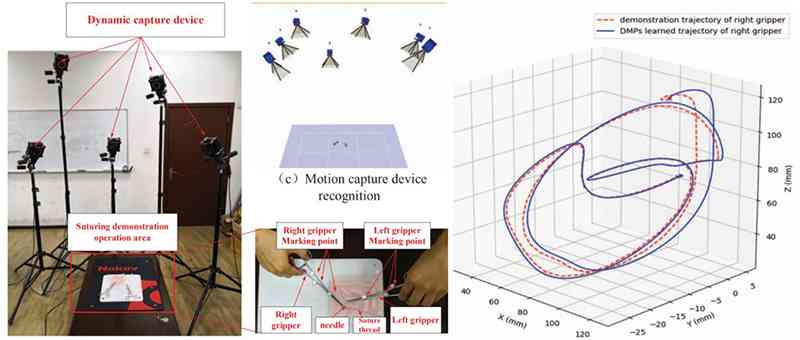 Dynamic capture device
Suturing demonstration
operation area
（c）Motion capture device
recognition
Right gripper
Marking point
Left gripper
Marking point
Right
gripper
needle
Suture
thread
Left gripper
demonstration trajectory of right gripper
DMPs learned trajectory of right gripper
120
100
80
60
40
Z (mm)
40
60
80
100
120
X (mm)
−25
−20
−15
−10
−5
0
5
Y (mm)